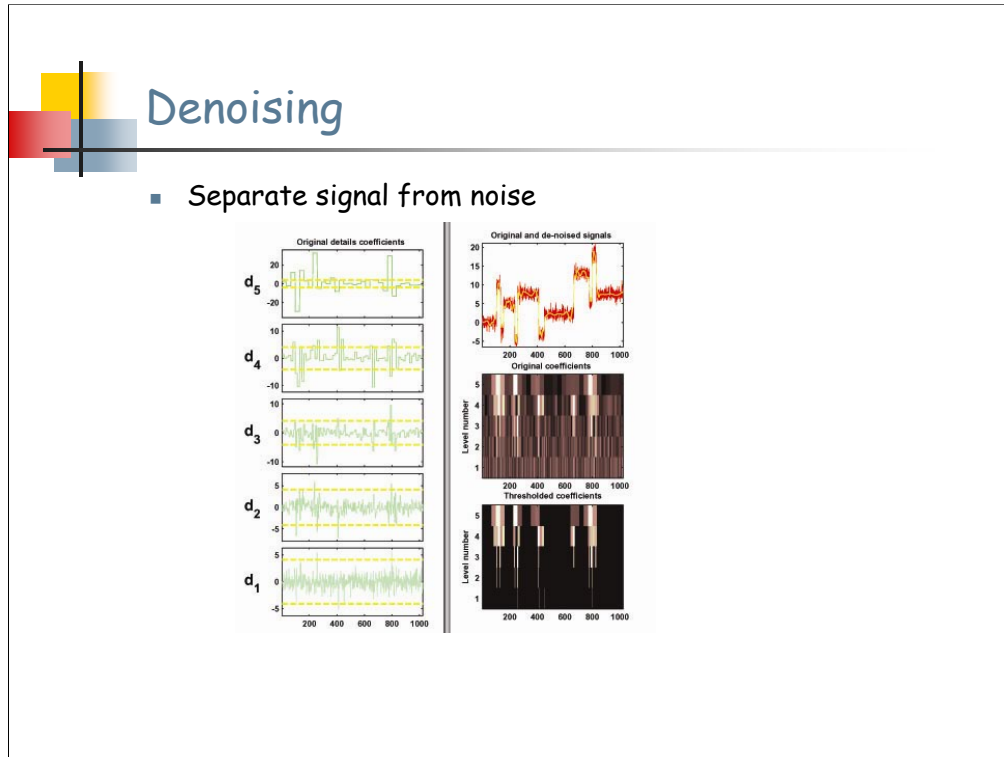 Denoising
Separate signal from noise
Original details coefficients
d5
20
0
-20
d4
10
0
-10
d3
10
0
-10
d2
5
0
-5
d1
5
0
-5
200 400 600 800 1000
Original and de-noised signals
20
15
10
5
0
-5
200 400 600 800 1000
Original coefficients
Level number
5
4
3
2
1
200 400 600 800 1000
Thresholded coefficients
Level number
5
4
3
2
1
200 400 600 800 1000